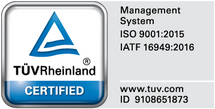 TÜVRheinland
CERTIFIED
Management
System
ISO 9001:2015
IATF 16949:2016
www.tuv.com
ID 9108651873